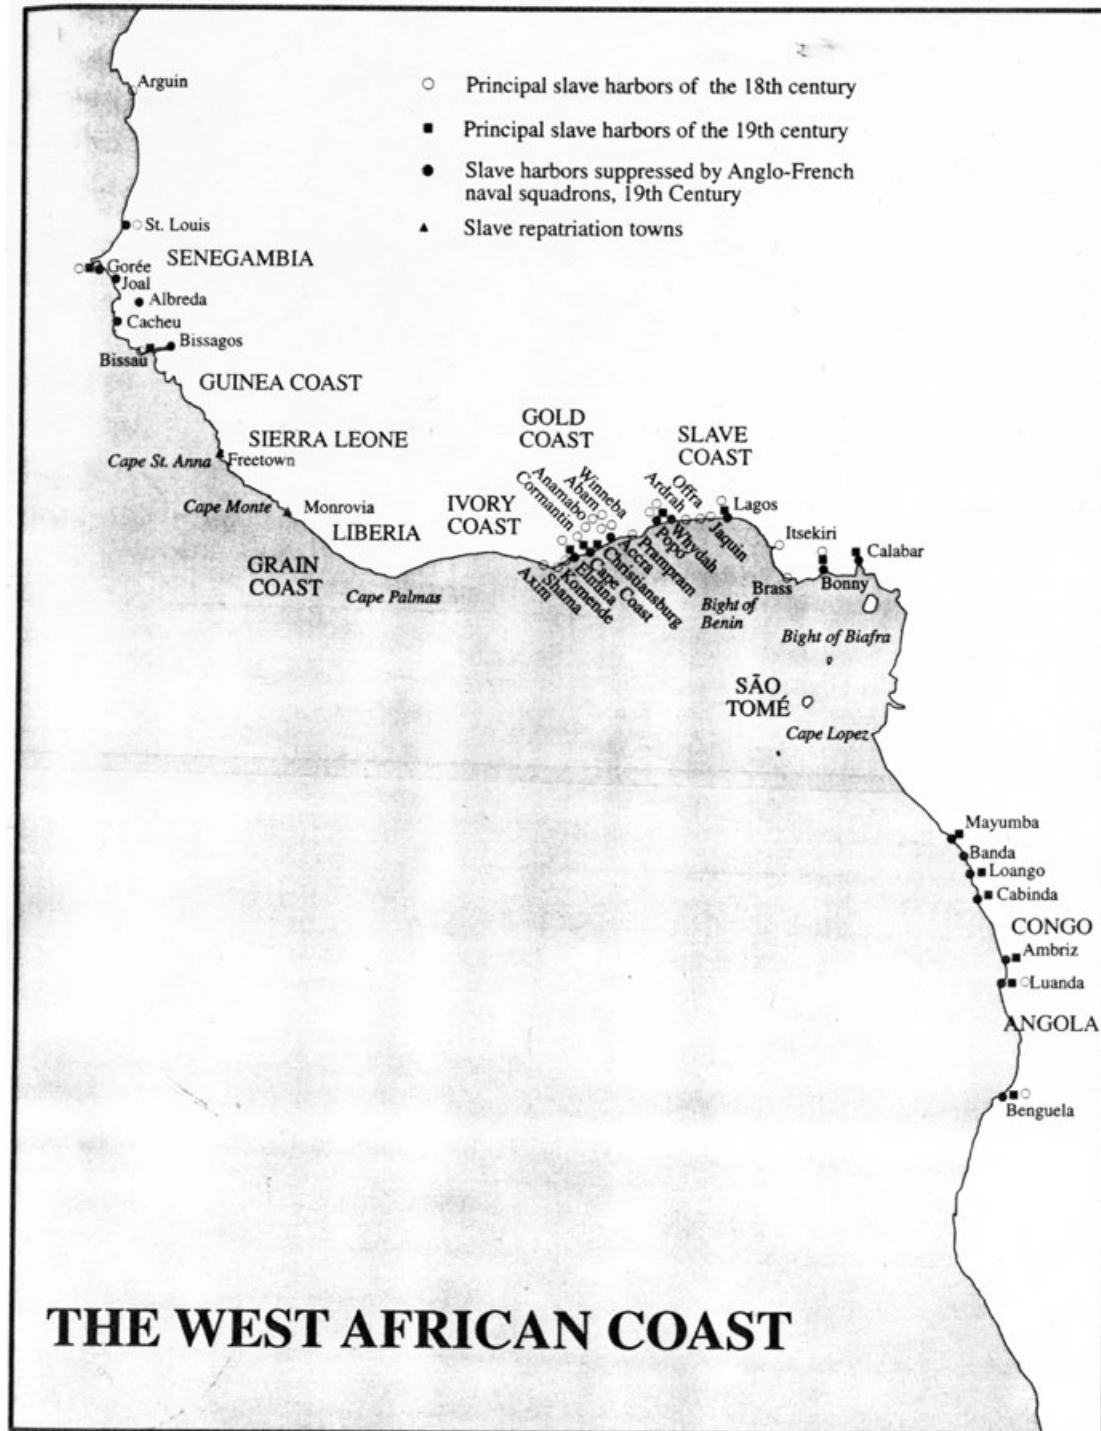 Arguin
○ Principal slave harbors of the 18th century
■ Principal slave harbors of the 19th century
● Slave harbors suppressed by Anglo-French
naval squadrons, 19th Century
▲ Slave repatriation towns
St. Louis
SENEGAMBIA
Gorée
Joal
Albreda
Cacheu
Bissagos
Bissau
GUINEA COAST
SIERRA LEONE
Cape St. Anna
Freetown
Cape Monte
Monrovia
LIBERIA
GRAIN
COAST
Cape Palmas
IVORY
COAST
GOLD
COAST
Cormantin
Anamabo
Abam
Winneba
Axim
Shama
Komende
Elmina
Cape Coast
Christiansburg
Accra
Prampram
SLAVE
COAST
Ardrah
Offra
Popo
Whydah
Jaquin
Lagos
Itsekiri
Calabar
Brass
Bonny
Bight of
Benin
Bight of Biafra
SÃO
TOMÉ
Cape Lopez
Mayumba
Banda
Loango
Cabinda
CONGO
Ambriz
Luanda
ANGOLA
Benguela
THE WEST AFRICAN COAST